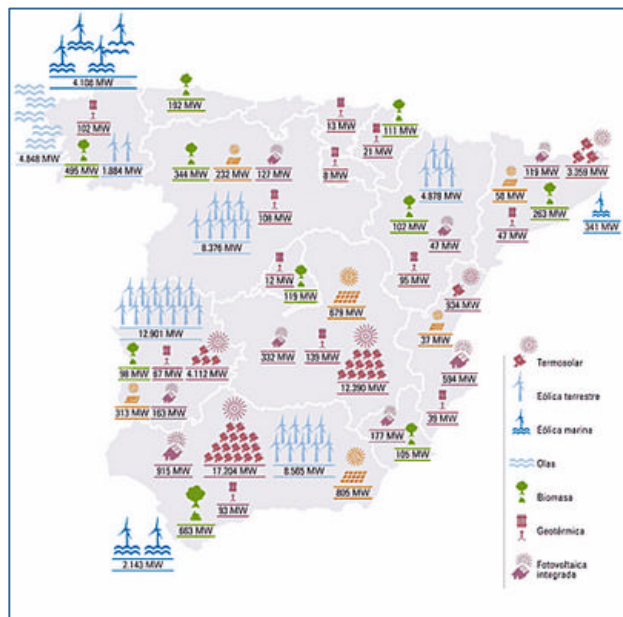 4.108 MW
192 MW
102 MW
13 MW
111 MW
21 MW
4.848 MW
495 MW
1.884 MW
344 MW
232 MW
127 MW
8 MW
4.878 MW
58 MW
119 MW
3.359 MW
108 MW
102 MW
263 MW
341 MW
8.376 MW
47 MW
47 MW
12 MW
119 MW
95 MW
679 MW
934 MW
12.901 MW
37 MW
332 MW
139 MW
98 MW
67 MW
4.112 MW
12.390 MW
594 MW
313 MW
163 MW
39 MW
177 MW
105 MW
915 MW
17.204 MW
8.565 MW
805 MW
663 MW
93 MW
2.143 MW
Termosolar
Eólica terrestre
Eólica marina
Olas
Biomasa
Geotérmica
Fotovoltaica
integrada